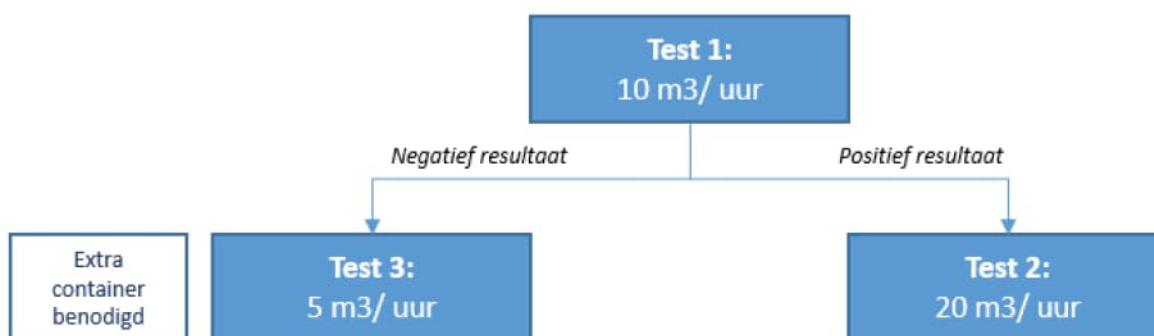 Test 1:
10 m3/ uur
Negatief resultaat
Positief resultaat
Extra
container
benodigd
Test 3:
5 m3/ uur
Test 2:
20 m3/ uur